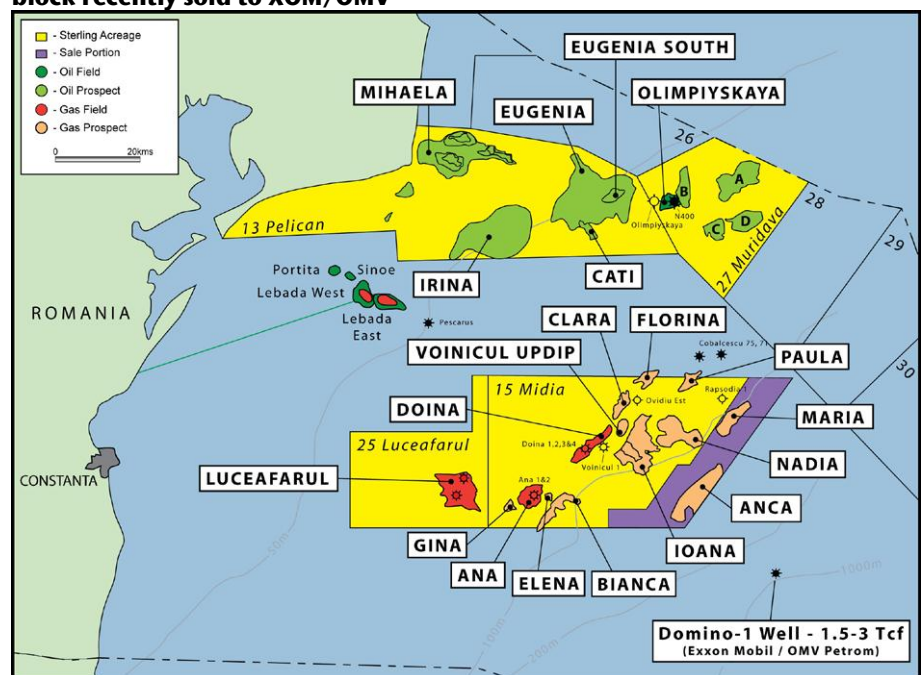 block recently sold to XOM/OMV
- Sterling Acreage
- Sale Portion
- Oil Field
- Oil Prospect
- Gas Field
- Gas Prospect
0 20kms
EUGENIA SOUTH
MIHAELA
EUGENIA
OLIMPIYSKAYA
26
A
B
N400
Olimpiyskaya
C
D
28
13 Pelican
27 Muridava
29
IRINA
CATI
Portita
Sinoe
Lebada West
Lebada
East
ROMANIA
Pescarus
CLARA
FLORINA
Cobalcescu 75, 71
VOINICUL UPDIP
PAULA
30
15 Midia
Rapsodia 1
Ovidiu Est
DOINA
MARIA
25 Luceafarul
Doina 1,2,3&4
Voinicul 1
NADIA
CONSTANTA
LUCEAFARUL
Ana 1&2
ANCA
GINA
IOANA
ANA
ELENA
BIANCA
50m
100m
200m
1000m
Domino-1 Well - 1.5-3 Tcf
(Exxon Mobil / OMV Petrom)